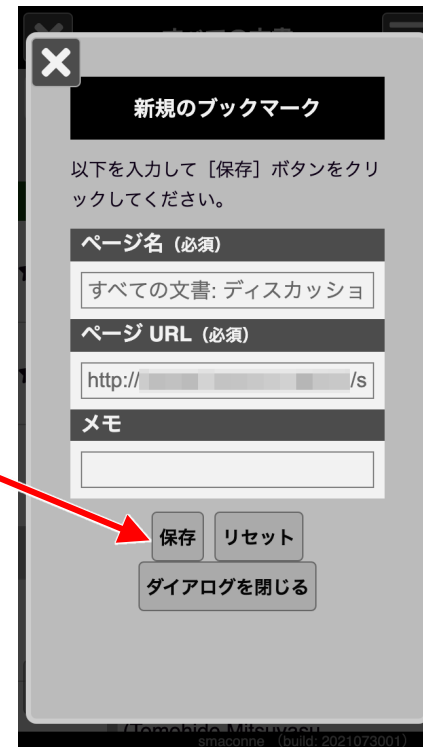 新規のブックマーク
以下を入力して［保存］ボタンをクリ
ックしてください。
ページ名（必須）
すべての文書: ディスカッショ
ページ URL（必須）
http:// /s
メモ
保存 リセット
ダイアログを閉じる
/Tomohide Mitsuyasu
smaconne （build: 2021073001）